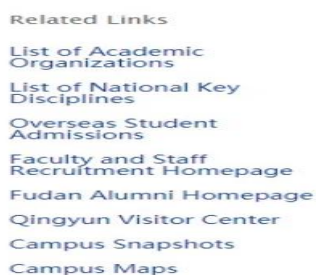 Related Links
List of Academic
Organizations
List of National Key
Disciplines
Overseas Student
Admissions
Faculty and Staff
Recruitment Homepage
Fudan Alumni Homepage
Qingyun Visitor Center
Campus Snapshots
Campus Maps